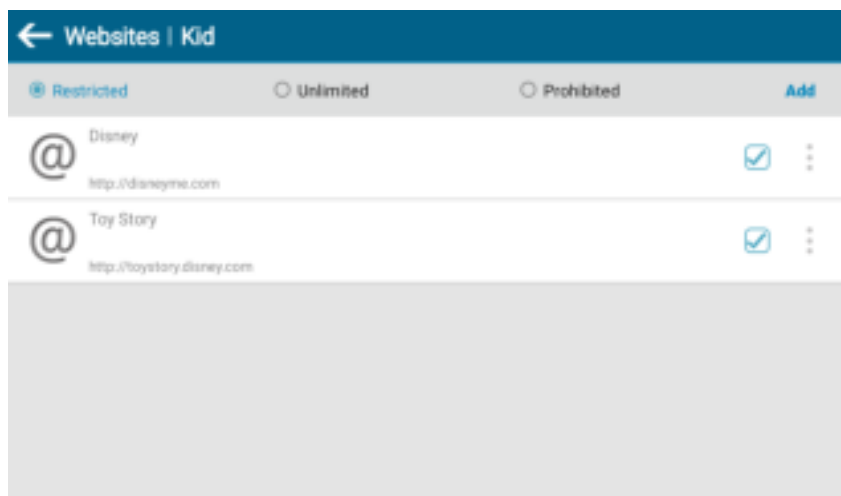 Websites | Kid
Restricted Unlimited Prohibited Add
@ Disney
http://disneyme.com
@ Toy Story
http://toystory.disney.com